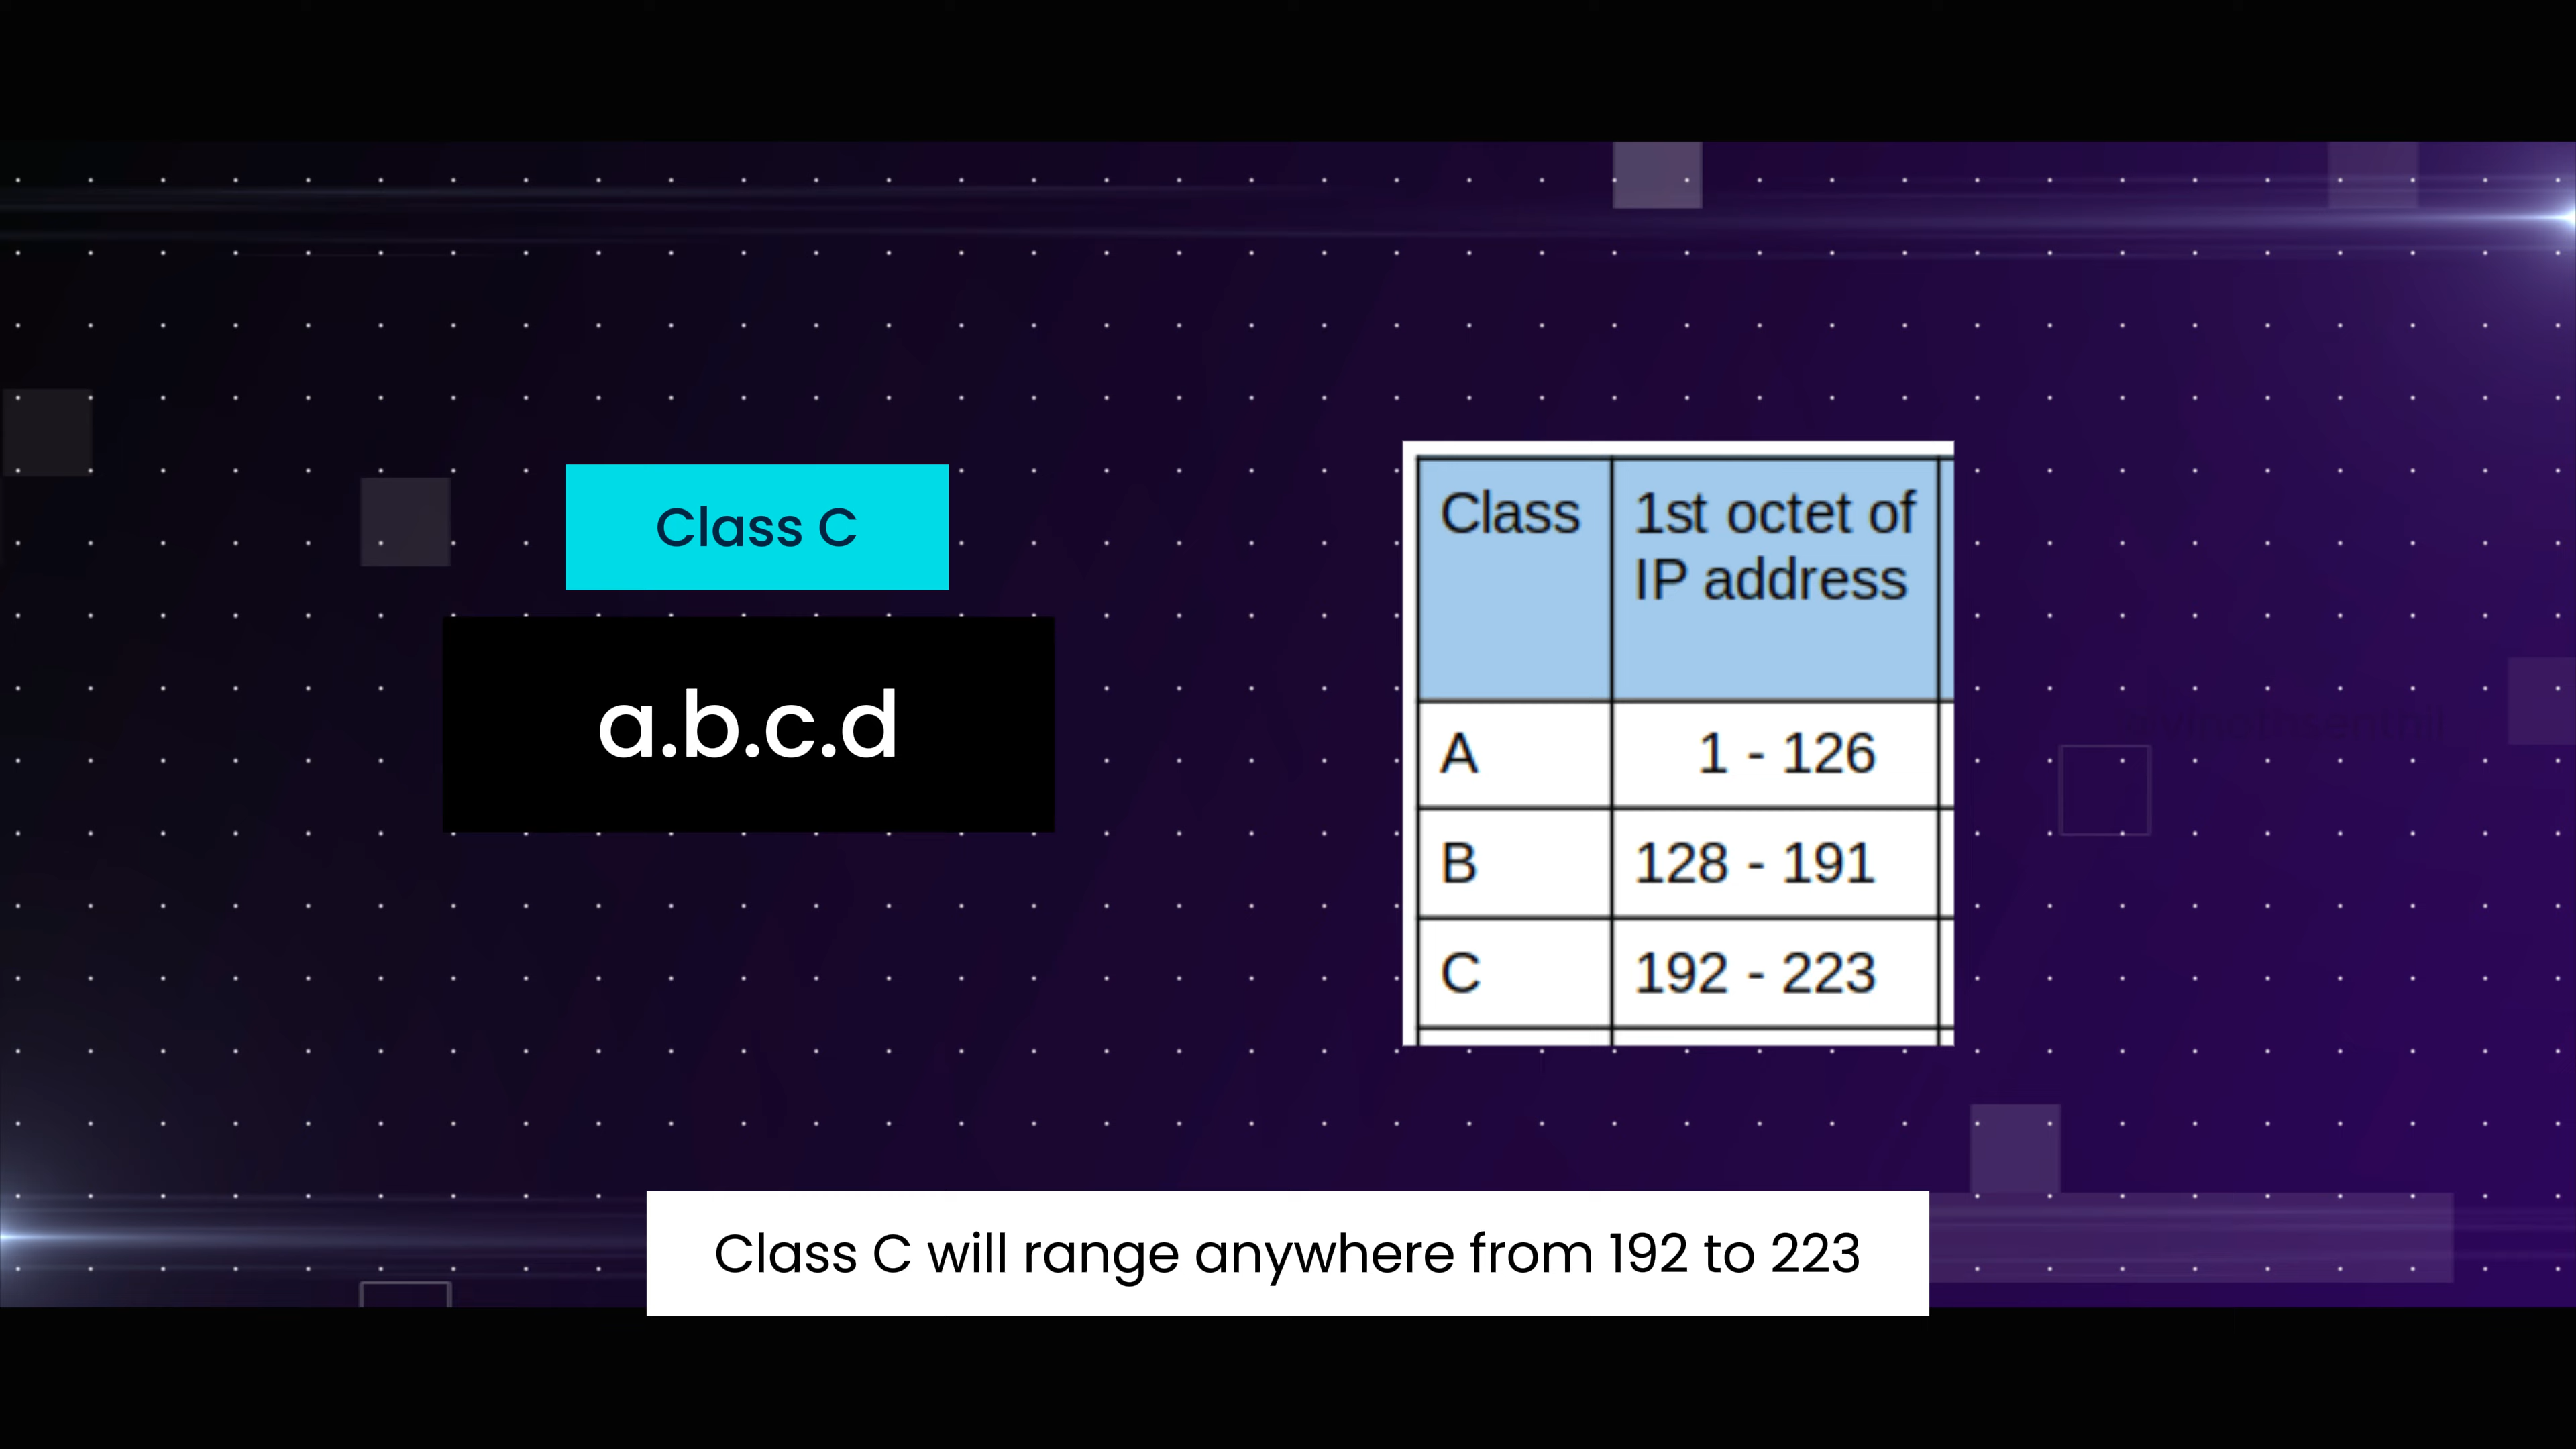 Class C
a.b.c.d
Class 1st octet of
IP address
A 1 - 126
B 128 - 191
C 192 - 223
Class C will range anywhere from 192 to 223